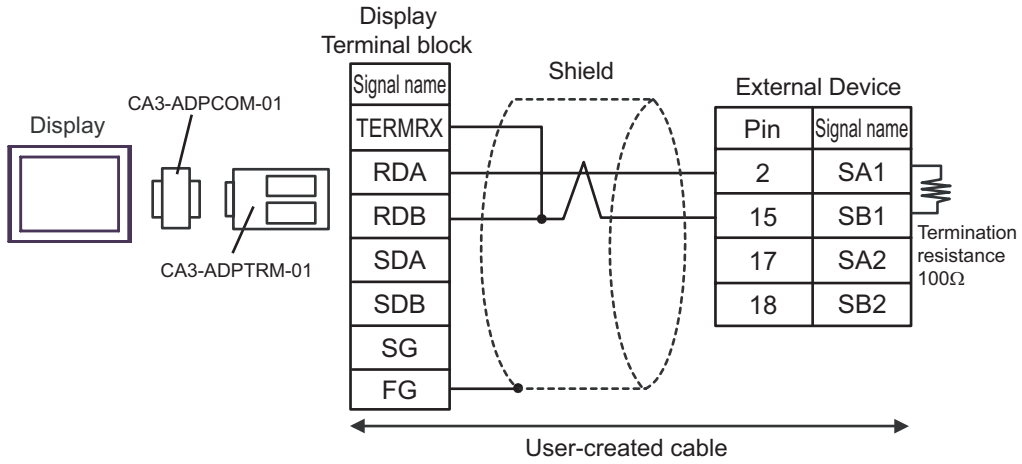 Display
Terminal block
Shield
External Device
CA3-ADPCOM-01
Display
CA3-ADPTRM-01
Signal name
TERMRX
RDA
RDB
SDA
SDB
SG
FG
Pin Signal name
2 SA1
15 SB1
17 SA2
18 SB2
Termination
resistance
100Ω
User-created cable